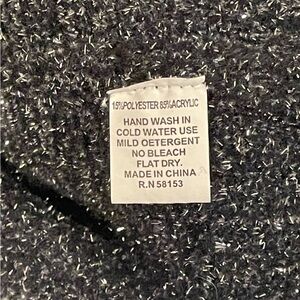 15%POLYESTER 85%ACRYLIC
HAND WASH IN
COLD WATER USE
MILD OETERGENT
NO BLEACH
FLAT DRY.
MADE IN CHINA
R.N 58153